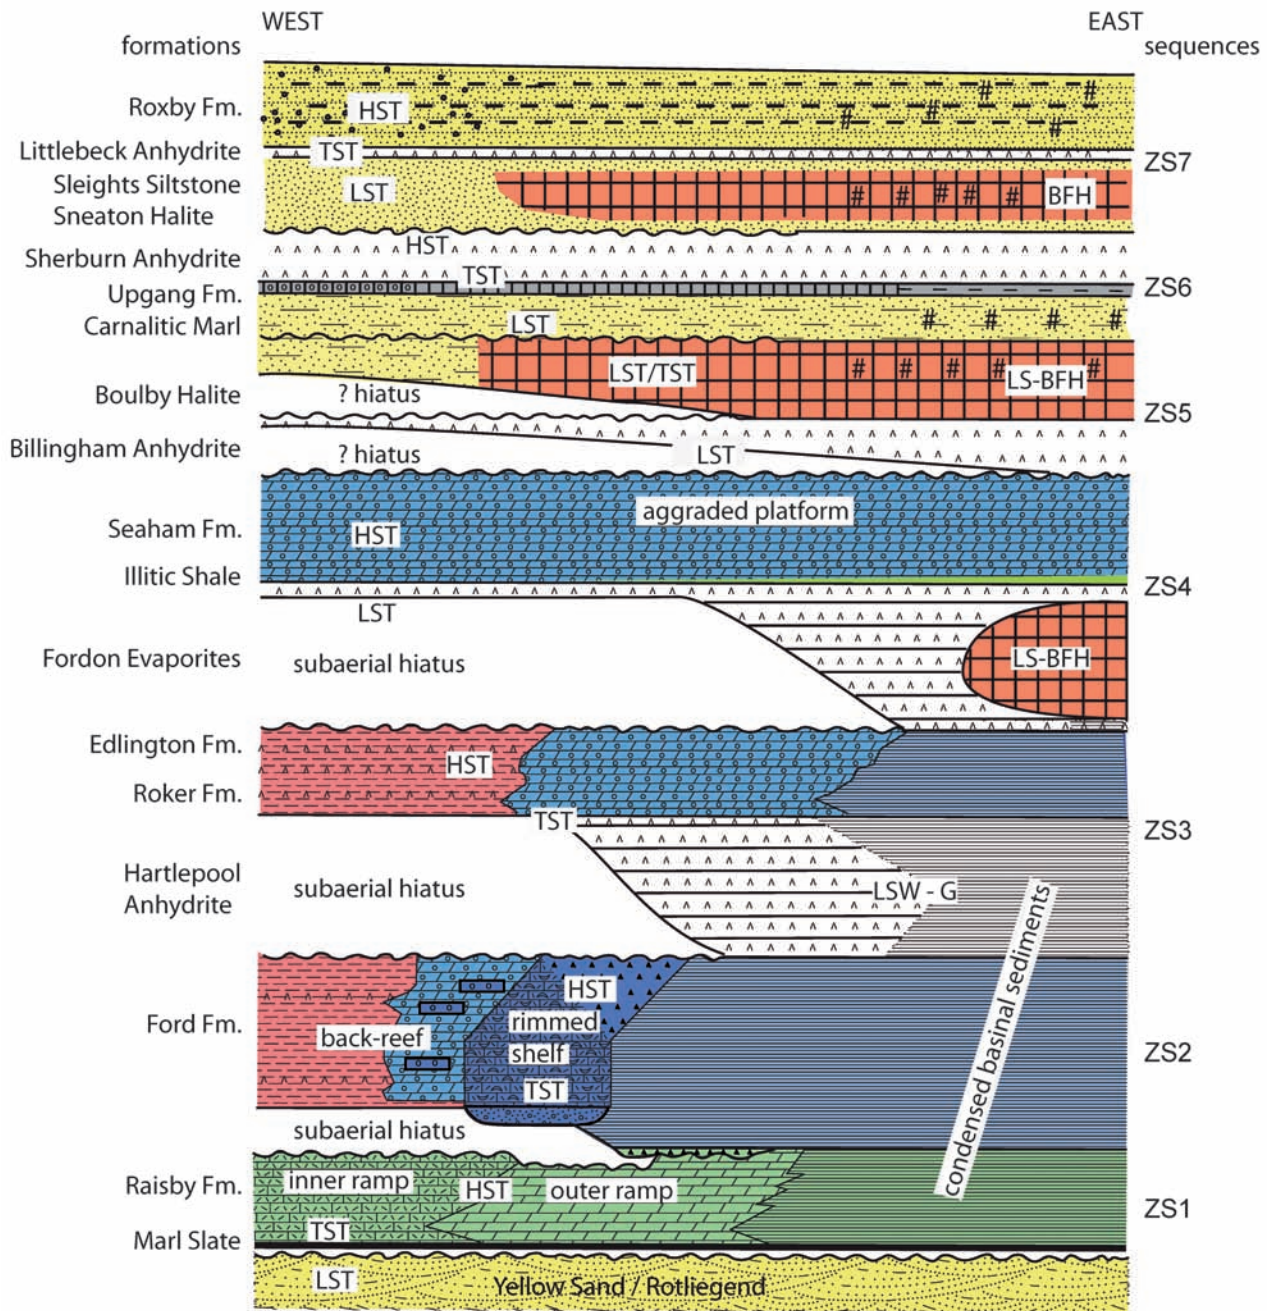 WEST
EAST
formations
sequences
Roxby Fm.
HST
#
#
#
#
#
Littlebeck Anhydrite
TST
ZS7
Sleights Siltstone
LST
# # # # #
BFH
Sneaton Halite
HST
Sherburn Anhydrite
TST
Upgang Fm.
ZS6
Carnalitic Marl
LST
# # # #
LST/TST
# # # # #
LS-BFH
Boulby Halite
? hiatus
ZS5
Billingham Anhydrite
? hiatus
LST
aggraded platform
Seaham Fm.
HST
Illitic Shale
ZS4
LST
Fordon Evaporites
subaerial hiatus
LS-BFH
Edlington Fm.
HST
Roker Fm.
TST
ZS3
Hartlepool
Anhydrite
subaerial hiatus
LSW - G
condensed basinal sediments
HST
Ford Fm.
back-reef
rimmed
shelf
TST
ZS2
subaerial hiatus
Raisby Fm.
inner ramp
HST
outer ramp
ZS1
TST
Marl Slate
LST
Yellow Sand / Rotliegend